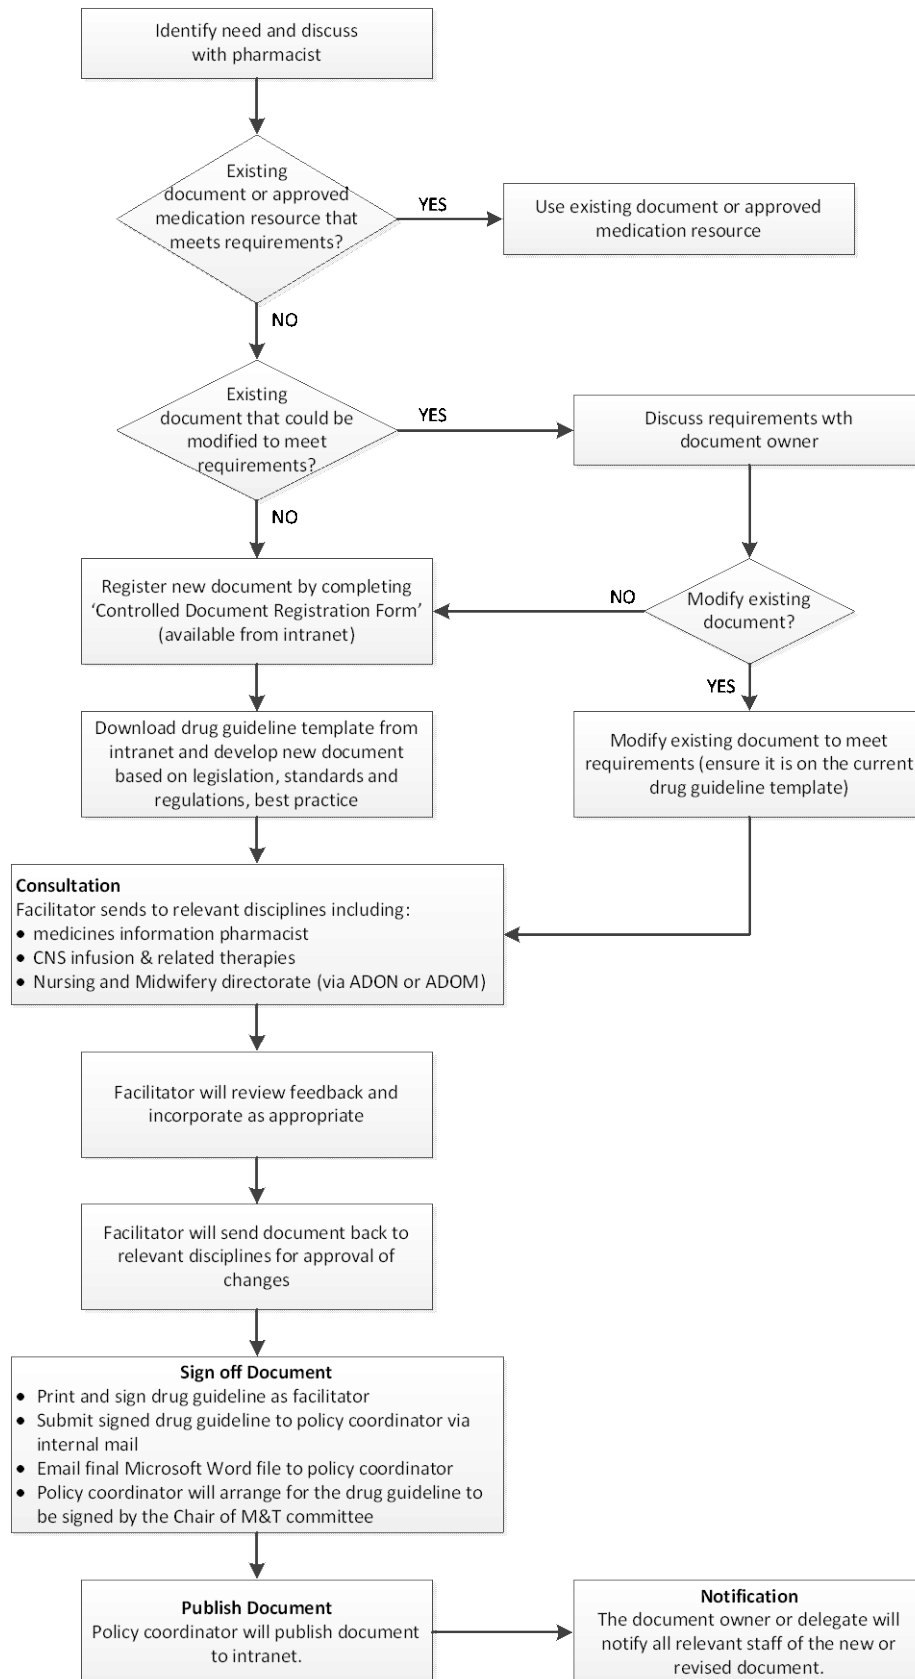 Identify need and discuss
with pharmacist
Existing
document or approved
medication resource that
meets requirements?
YES
Use existing document or approved
medication resource
NO
Existing
document that could be
modified to meet
requirements?
YES
Discuss requirements wth
document owner
NO
Register new document by completing
‘Controlled Document Registration Form’
(available from intranet)
NO
Modify existing
document?
YES
Download drug guideline template from
intranet and develop new document
based on legislation, standards and
regulations, best practice
Modify existing document to meet
requirements (ensure it is on the current
drug guideline template)
Consultation
Facilitator sends to relevant disciplines including:
• medicines information pharmacist
• CNS infusion & related therapies
• Nursing and Midwifery directorate (via ADON or ADOM)
Facilitator will review feedback and
incorporate as appropriate
Facilitator will send document back to
relevant disciplines for approval of
changes
Sign off Document
• Print and sign drug guideline as facilitator
• Submit signed drug guideline to policy coordinator via
internal mail
• Email final Microsoft Word file to policy coordinator
• Policy coordinator will arrange for the drug guideline to
be signed by the Chair of M&T committee
Publish Document
Policy coordinator will publish document
to intranet.
Notification
The document owner or delegate will
notify all relevant staff of the new or
revised document.